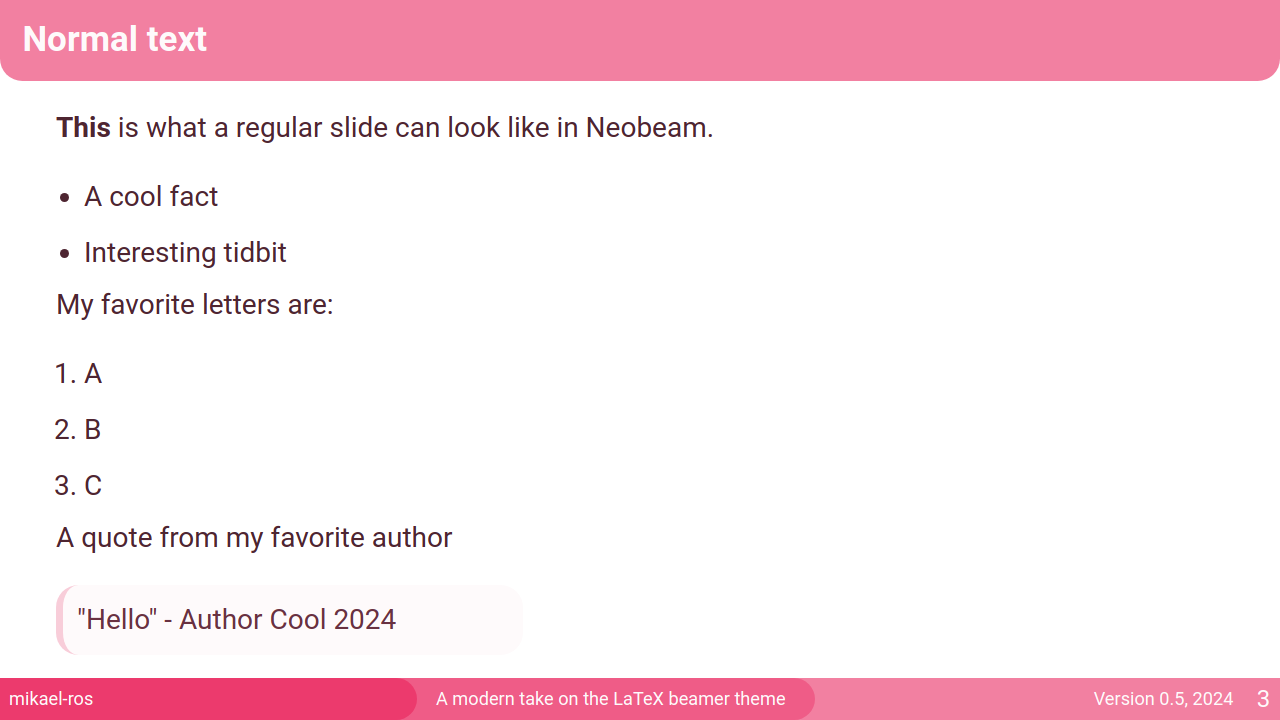 Normal text
This is what a regular slide can look like in Neobeam.
• A cool fact
• Interesting tidbit
My favorite letters are:
1. A
2. B
3. C
A quote from my favorite author
"Hello" - Author Cool 2024
mikael-ros
A modern take on the LaTeX beamer theme
Version 0.5, 2024
3